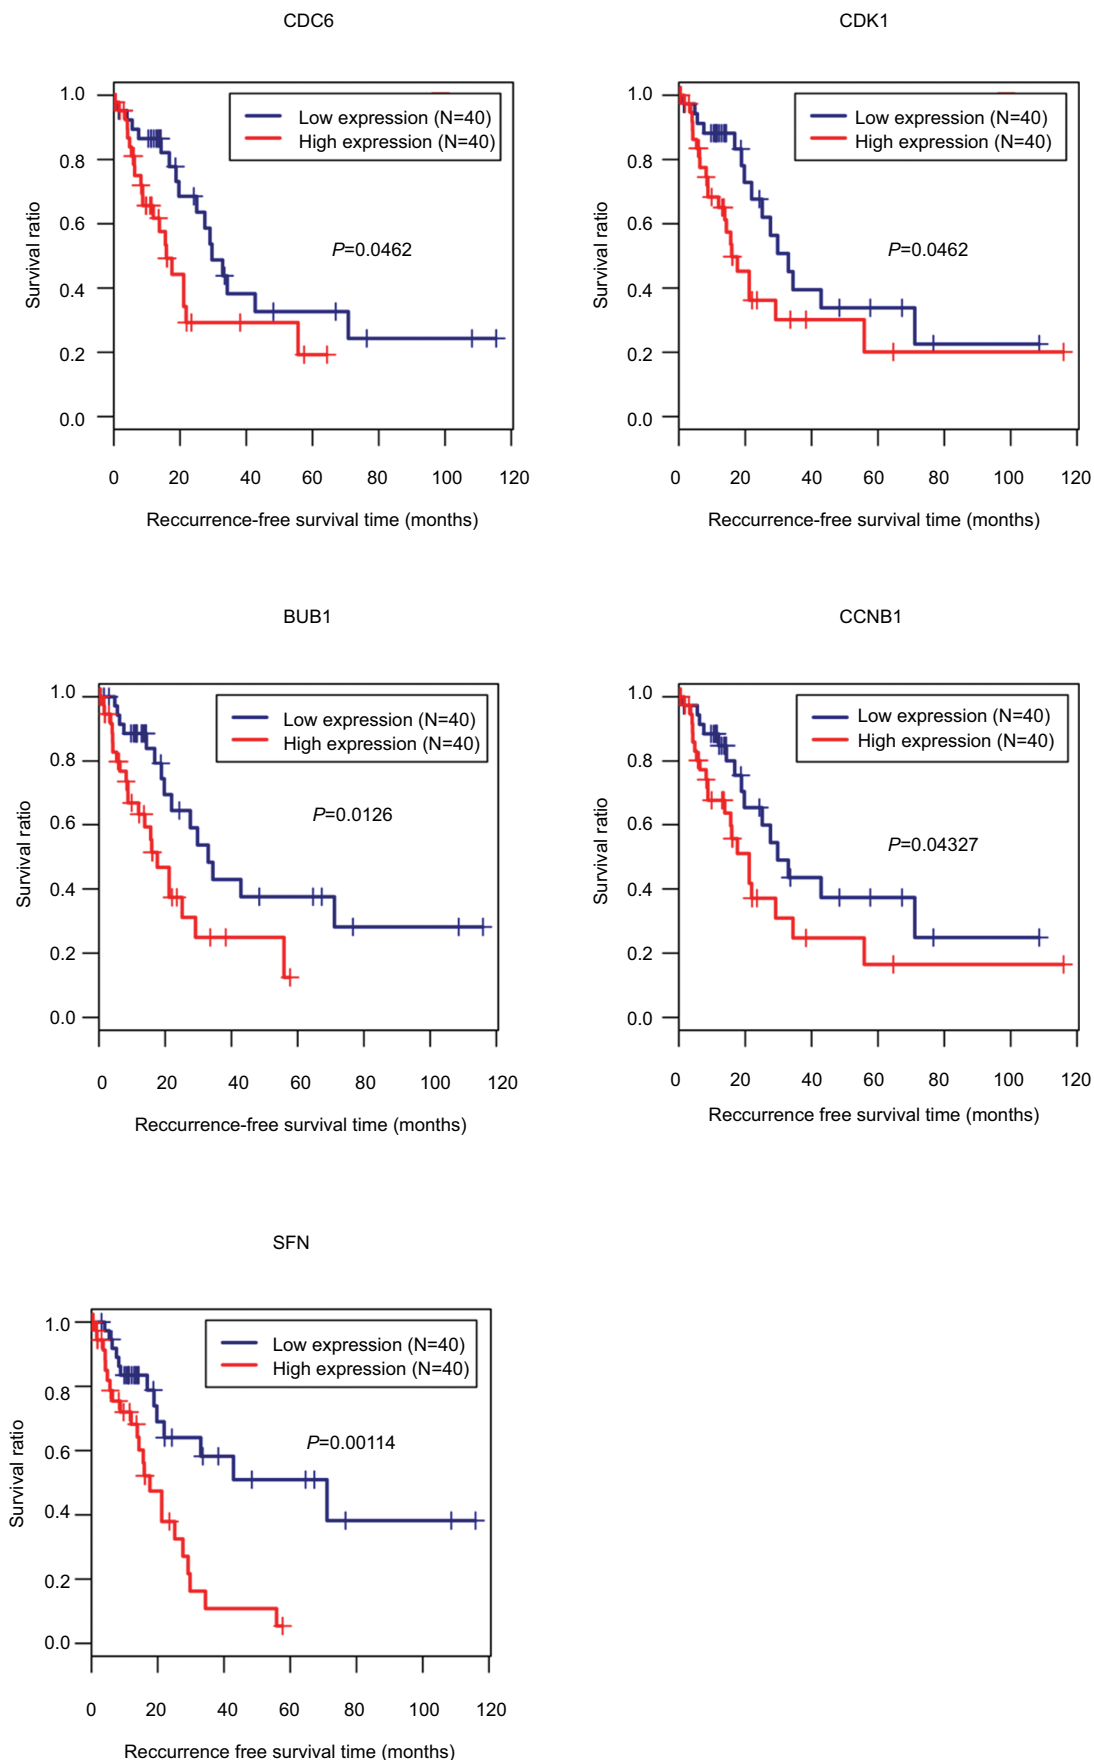 CDC6
1.0
0.8
0.6
0.4
0.2
0.0
Survival ratio
Low expression (N=40)
High expression (N=40)
P=0.0462
0 20 40 60 80 100 120
Reccurrence-free survival time (months)
CDK1
1.0
0.8
0.6
0.4
0.2
0.0
Survival ratio
Low expression (N=40)
High expression (N=40)
P=0.0462
0 20 40 60 80 100 120
Reccurrence-free survival time (months)
BUB1
1.0
0.8
0.6
0.4
0.2
0.0
Survival ratio
Low expression (N=40)
High expression (N=40)
P=0.0126
0 20 40 60 80 100 120
Reccurrence-free survival time (months)
CCNB1
1.0
0.8
0.6
0.4
0.2
0.0
Survival ratio
Low expression (N=40)
High expression (N=40)
P=0.04327
0 20 40 60 80 100 120
Reccurrence free survival time (months)
SFN
1.0
0.8
0.6
0.4
0.2
0.0
Survival ratio
Low expression (N=40)
High expression (N=40)
P=0.00114
0 20 40 60 80 100 120
Reccurrence free survival time (months)